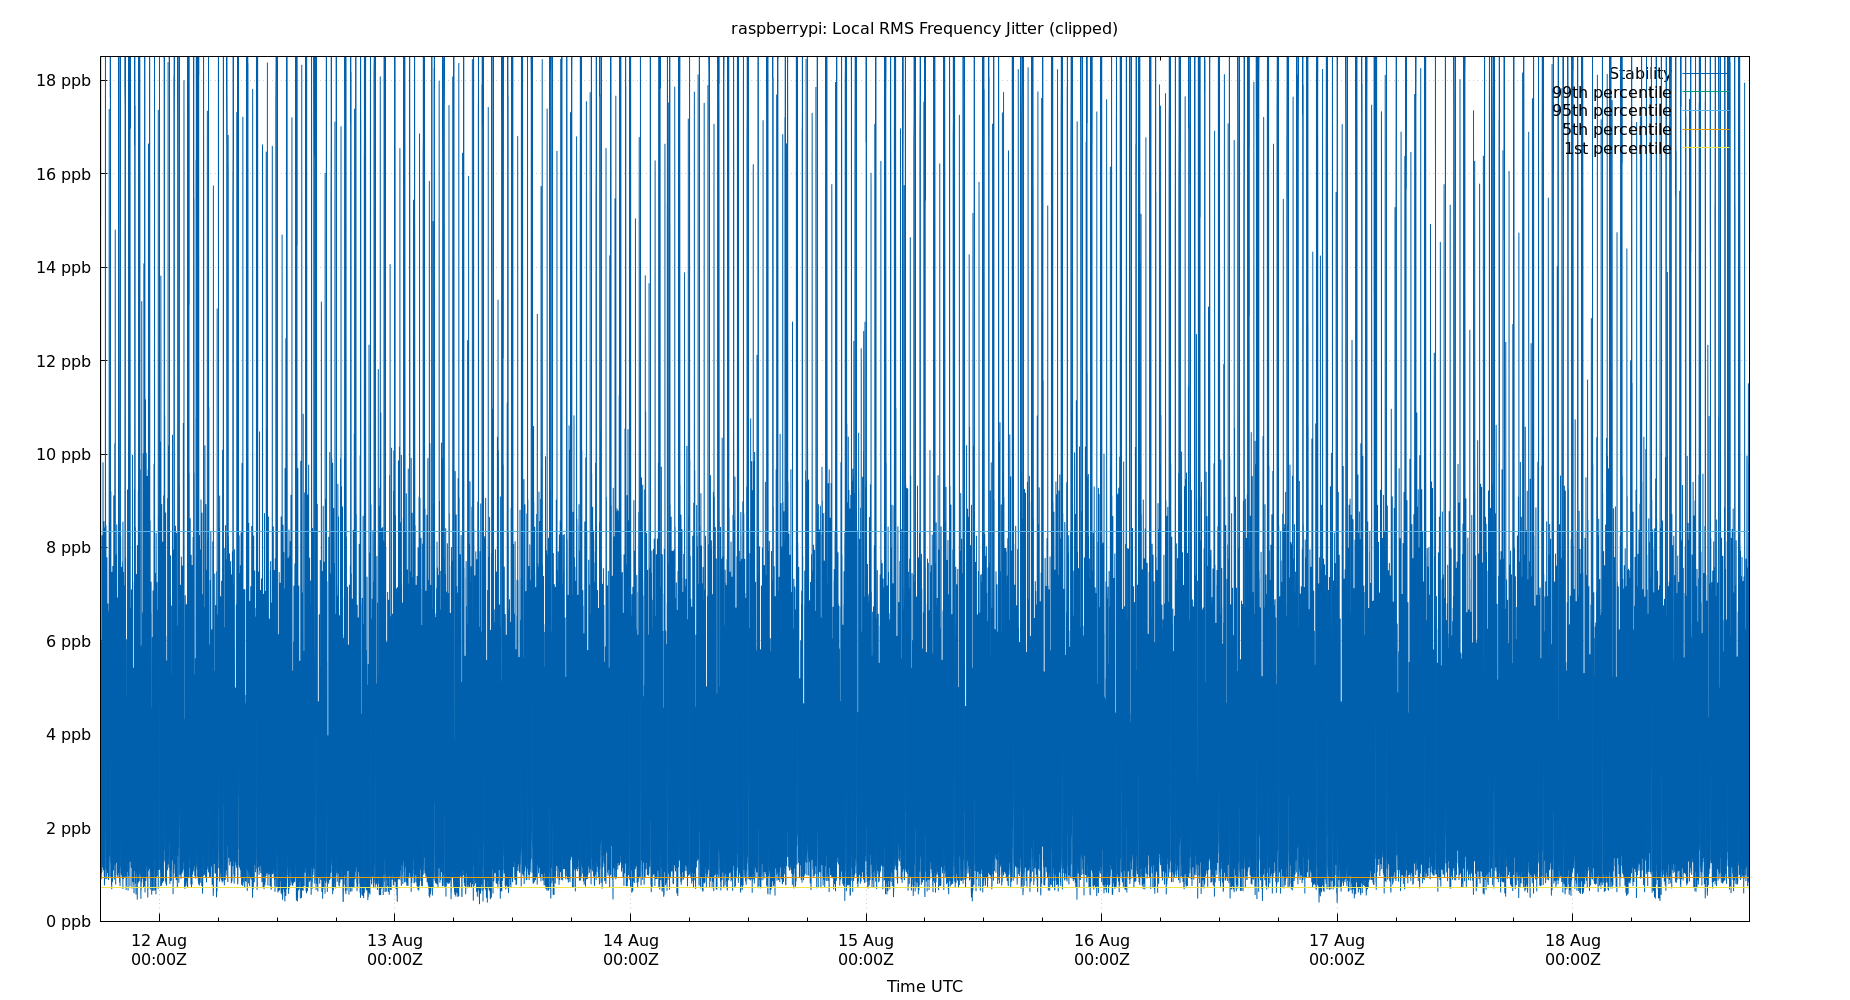 raspberrypi: Local RMS Frequency Jitter (clipped)
18 ppb
16 ppb
14 ppb
12 ppb
10 ppb
8 ppb
6 ppb
4 ppb
2 ppb
0 ppb
Stability
99th percentile
95th percentile
5th percentile
1st percentile
12 Aug
00:00Z
13 Aug
00:00Z
14 Aug
00:00Z
15 Aug
00:00Z
16 Aug
00:00Z
17 Aug
00:00Z
18 Aug
00:00Z
Time UTC